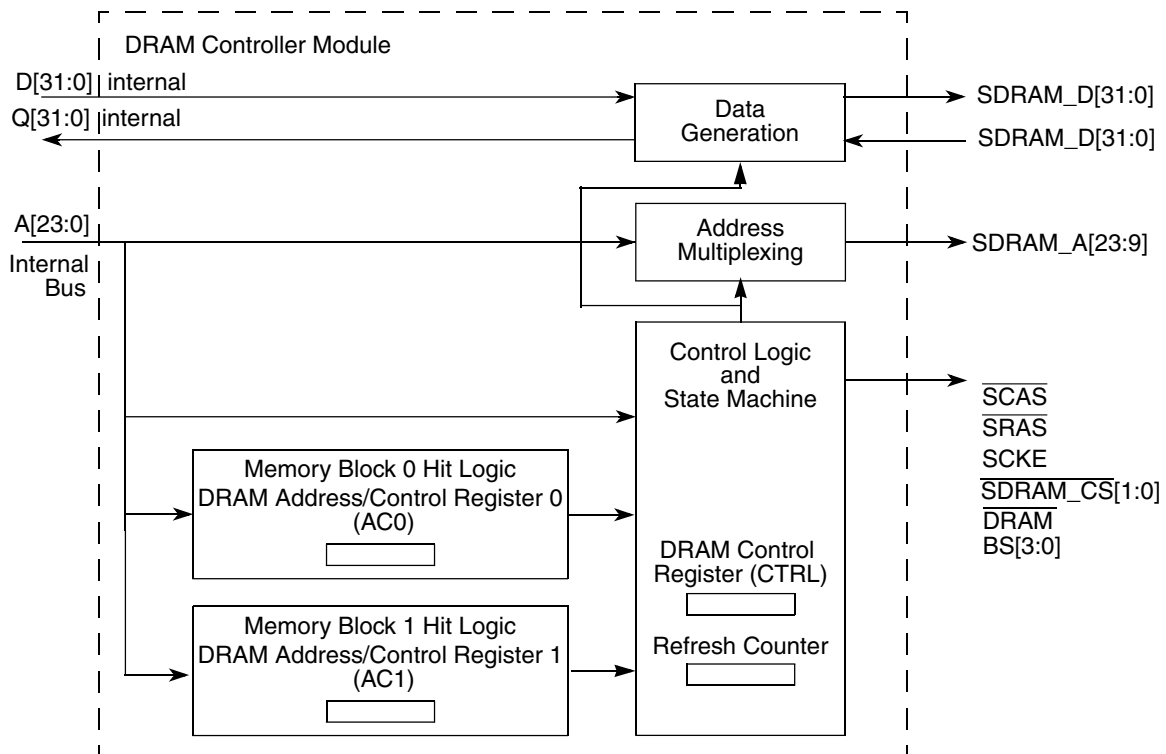 DRAM Controller Module
D[31:0] internal
Q[31:0] internal
Data
Generation
SDRAM_D[31:0]
SDRAM_D[31:0]
A[23:0]
Internal
Bus
Address
Multiplexing
SDRAM_A[23:9]
Control Logic
and
State Machine
SCAS
SRAS
SCKE
SDRAM_CS[1:0]
DRAM
BS[3:0]
Memory Block 0 Hit Logic
DRAM Address/Control Register 0
(AC0)
DRAM Control
Register (CTRL)
Memory Block 1 Hit Logic
DRAM Address/Control Register 1
(AC1)
Refresh Counter